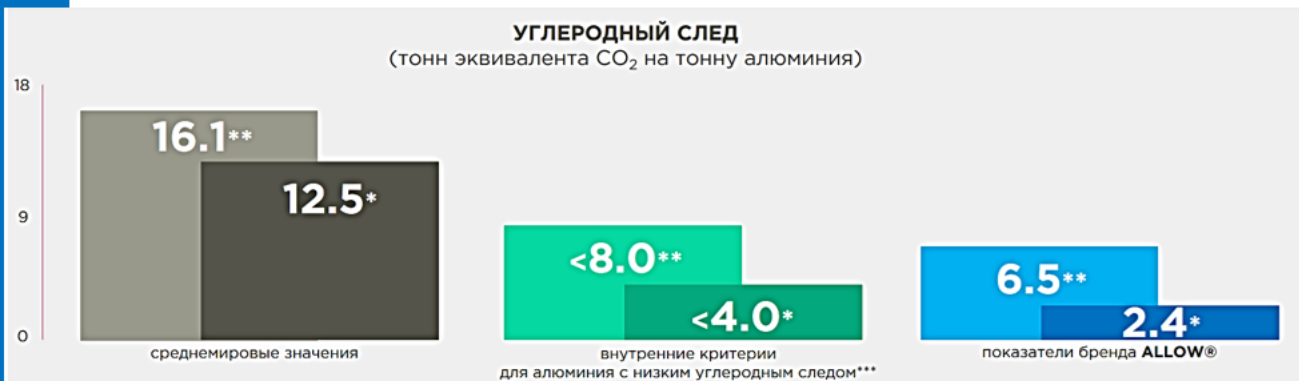 УГЛЕРОДНЫЙ СЛЕД
(тонн эквивалента CO₂ на тонну алюминия)
18
16.1**
12.5*
9
<8.0**
6.5**
<4.0*
2.4*
0
среднемировые значения
внутренние критерии
для алюминия с низким углеродным следом***
показатели бренда ALLOW®